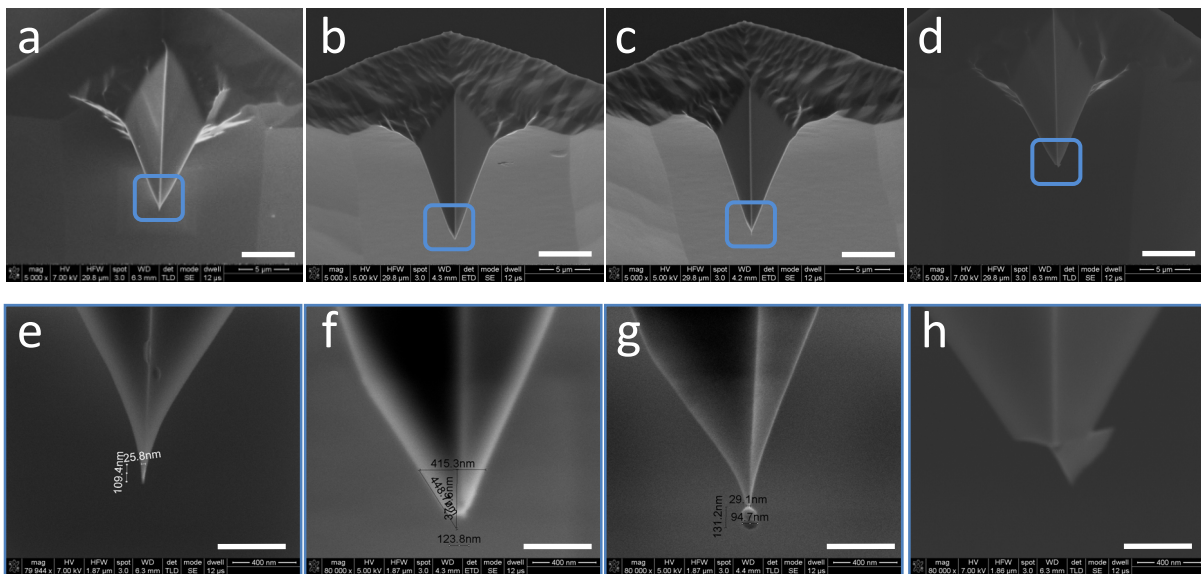 a
mag HV HFW spot WD det mode dwell
5 000 x 7.00 kV 29.8 µm 3.0 6.3 mm TLD SE 12 µs
5 µm
b
mag HV HFW spot WD det mode dwell
5 000 x 5.00 kV 29.8 µm 3.0 4.3 mm ETD SE 12 µs
5 µm
c
mag HV HFW spot WD det mode dwell
5 000 x 5.00 kV 29.8 µm 3.0 4.2 mm ETD SE 12 µs
5 µm
d
mag HV HFW spot WD det mode dwell
5 000 x 7.00 kV 29.8 µm 3.0 6.3 mm TLD SE 12 µs
5 µm
e
25.8nm
109.4nm
mag HV HFW spot WD det mode dwell
79 944 x 7.00 kV 1.87 µm 3.0 6.3 mm TLD SE 12 µs
400 nm
f
415.3nm
123.8nm
mag HV HFW spot WD det mode dwell
80 000 x 5.00 kV 1.87 µm 3.0 4.3 mm ETD SE 12 µs
400 nm
g
29.1nm
131.2nm
94.7nm
mag HV HFW spot WD det mode dwell
80 000 x 5.00 kV 1.87 µm 3.0 4.4 mm TLD SE 12 µs
400 nm
h
mag HV HFW spot WD det mode dwell
80 000 x 7.00 kV 1.86 µm 3.0 6.3 mm TLD SE 12 µs
400 nm